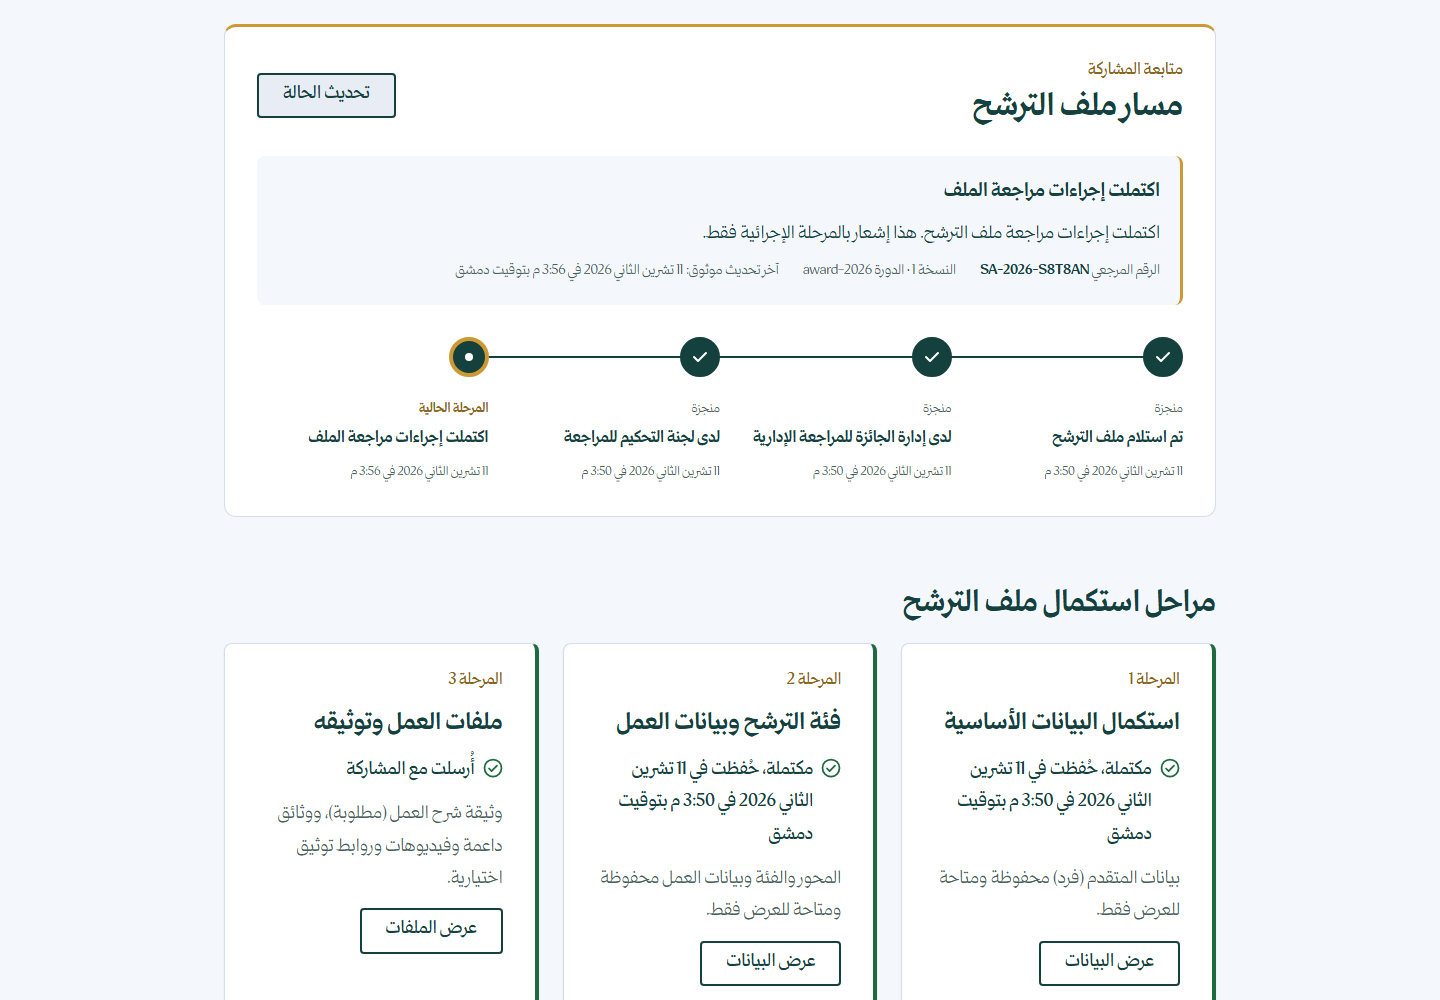 متابعة المشاركة
مسار ملف الترشح
تحديث الحالة
اكتملت إجراءات مراجعة الملف
اكتملت إجراءات مراجعة ملف الترشح. هذا إشعار بالمرحلة الإجرائية فقط.
الرقم المرجعي SA-2026-S8T8AN النسخة 1 · الدورة award-2026 آخر تحديث موثوق: 11 تشرين الثاني 2026 في 3:56 م بتوقيت دمشق
منجزة
تم استلام ملف الترشح
11 تشرين الثاني 2026 في 3:50 م
منجزة
لدى إدارة الجائزة للمراجعة الإدارية
11 تشرين الثاني 2026 في 3:50 م
منجزة
لدى لجنة التحكيم للمراجعة
11 تشرين الثاني 2026 في 3:50 م
المرحلة الحالية
اكتملت إجراءات مراجعة الملف
11 تشرين الثاني 2026 في 3:56 م
مراحل استكمال ملف الترشح
المرحلة 1
استكمال البيانات الأساسية
مكتملة، حُفظت في 11 تشرين
الثاني 2026 في 3:50 م بتوقيت
دمشق
بيانات المتقدم (فرد) محفوظة ومتاحة
للعرض فقط.
عرض البيانات
المرحلة 2
فئة الترشح وبيانات العمل
مكتملة، حُفظت في 11 تشرين
الثاني 2026 في 3:50 م بتوقيت
دمشق
المحور والفئة وبيانات العمل محفوظة
ومتاحة للعرض فقط.
عرض البيانات
المرحلة 3
ملفات العمل وتوثيقه
أُرسلت مع المشاركة
وثيقة شرح العمل (مطلوبة)، ووثائق
داعمة وفيديوهات وروابط توثيق
اختيارية.
عرض الملفات